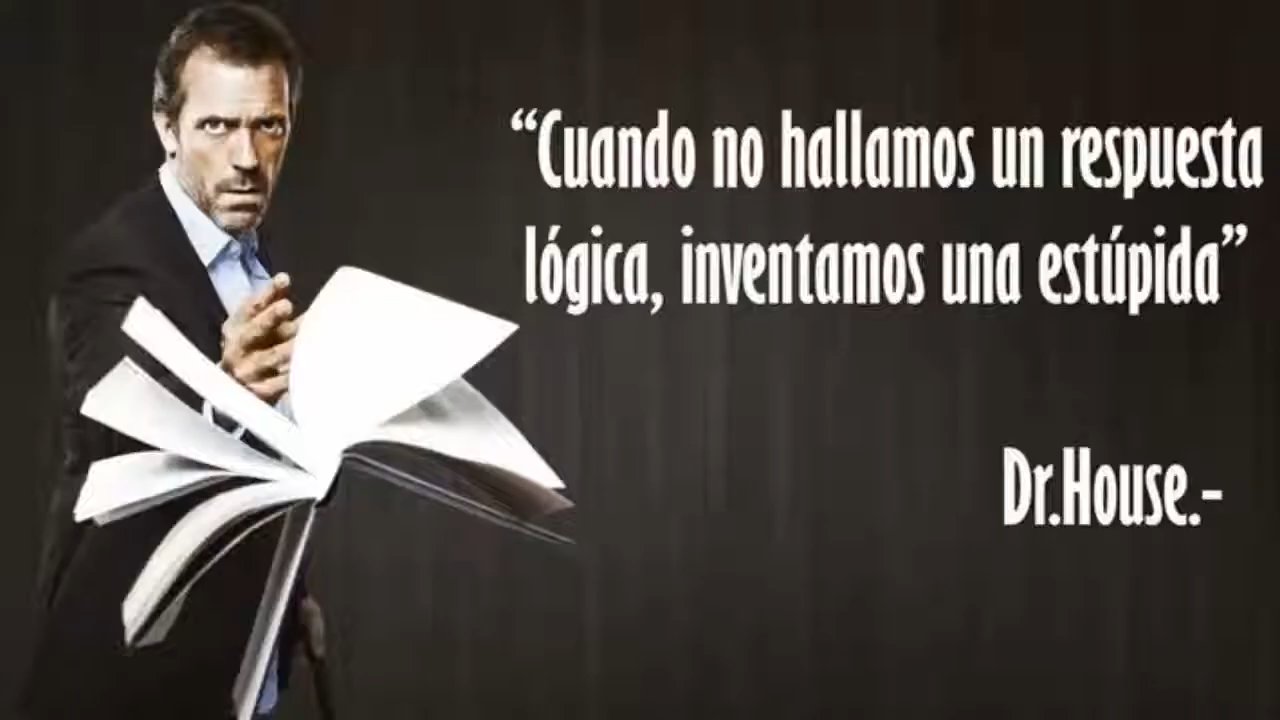 “Cuando no hallamos un respuesta
lógica, inventamos una estúpida”
Dr.House.-